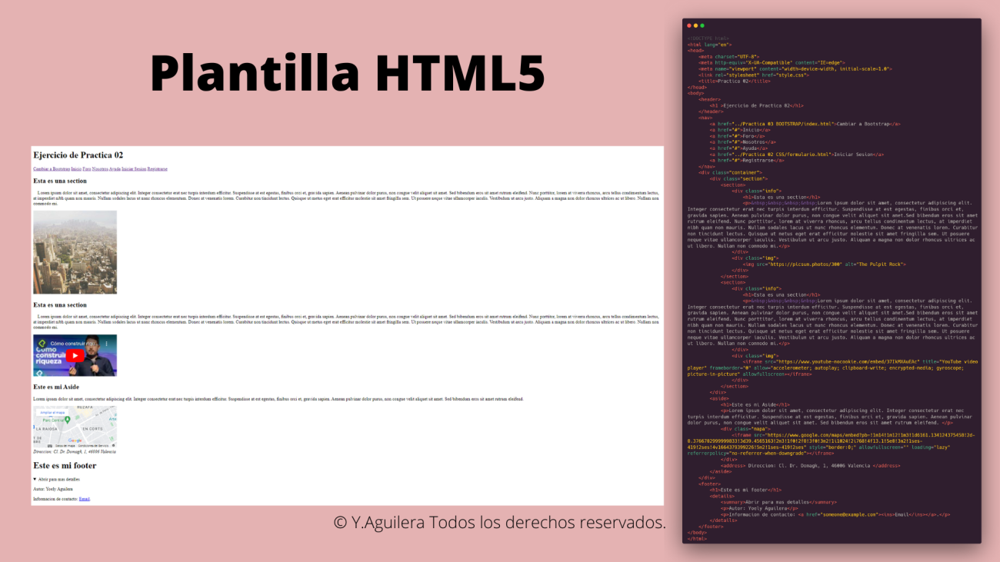 Plantilla HTML5
Ejercicio de Practica 02
Cambiar a Bootstrap Inicio Foro Nosotros Ayuda Iniciar Sesion Registrarse
Esta es una section
Lorem ipsum dolor sit amet, consectetur adipiscing elit. Integer consectetur erat nec turpis interdum efficitur. Suspendisse at est egestas, finibus orci et, gravida sapien. Aenean pulvinar dolor purus, non congue velit aliquet sit amet. Sed bibendum eros sit amet rutrum eleifend. Nunc porttitor, lorem at viverra rhoncus, arcu tellus condimentum lectus,
at imperdiet nibh quam non mauris. Nullam sodales lacus ut nunc rhoncus elementum. Donec at venenatis lorem. Curabitur non tincidunt lectus. Quisque ut metus eget erat efficitur molestie sit amet fringilla sem. Ut posuere neque vitae ullamcorper iaculis. Vestibulum ut arcu justo. Aliquam a magna non dolor rhoncus ultrices ac ut libero. Nullam non
commodo mi.
Esta es una section
Lorem ipsum dolor sit amet, consectetur adipiscing elit. Integer consectetur erat nec turpis interdum efficitur. Suspendisse at est egestas, finibus orci et, gravida sapien. Aenean pulvinar dolor purus, non congue velit aliquet sit amet. Sed bibendum eros sit amet rutrum eleifend. Nunc porttitor, lorem at viverra rhoncus, arcu tellus condimentum lectus,
at imperdiet nibh quam non mauris. Nullam sodales lacus ut nunc rhoncus elementum. Donec at venenatis lorem. Curabitur non tincidunt lectus. Quisque ut metus eget erat efficitur molestie sit amet fringilla sem. Ut posuere neque vitae ullamcorper iaculis. Vestibulum ut arcu justo. Aliquam a magna non dolor rhoncus ultrices ac ut libero. Nullam non
commodo mi.
Cómo construir riqu...
Cómo
construir
riqueza
Este es mi Aside
Lorem ipsum dolor sit amet, consectetur adipiscing elit. Integer consectetur erat nec turpis interdum efficitur. Suspendisse at est egestas, finibus orci et, gravida sapien. Aenean pulvinar dolor purus, non congue velit aliquet sit amet. Sed bibendum eros sit amet rutrum eleifend.
RUZAFA
Ampliar el mapa
Parc Central
LA RAIOSA
EN CORTS
Google
Datos de mapa Condiciones de Servicio
Direccion: Cl. Dr. Domagk, 1, 46006 Valencia
Este es mi footer
▼ Abrir para mas detalles
Autor: Yoely Aguilera
Informacion de contacto: Email.
© Y.Aguilera Todos los derechos reservados.
<!DOCTYPE html>
<html lang="en">
<head>
<meta charset="UTF-8">
<meta http-equiv="X-UA-Compatible" content="IE=edge">
<meta name="viewport" content="width=device-width, initial-scale=1.0">
<link rel="stylesheet" href="style.css">
<title>Practica 02</title>
</head>
<body>
<header>
<h1 >Ejercicio de Practica 02</h1>
</header>
<nav>
<a href="../Practica 03 BOOTSTRAP/index.html">Cambiar a Bootstrap</a>
<a href="#">Inicio</a>
<a href="#">Foro</a>
<a href="#">Nosotros</a>
<a href="#">Ayuda</a>
<a href="../Practica 02 CSS/formulario.html">Iniciar Sesion</a>
<a href="#">Registrarse</a>
</nav>
<div class="container">
<div class="section">
<section>
<div class="info">
<h1>Esta es una section</h1>
<p>&nbsp;&nbsp;&nbsp;&nbsp;Lorem ipsum dolor sit amet, consectetur adipiscing elit.
Integer consectetur erat nec turpis interdum efficitur. Suspendisse at est egestas, finibus orci et,
gravida sapien. Aenean pulvinar dolor purus, non congue velit aliquet sit amet.Sed bibendum eros sit amet
rutrum eleifend. Nunc porttitor, lorem at viverra rhoncus, arcu tellus condimentum lectus, at imperdiet
nibh quam non mauris. Nullam sodales lacus ut nunc rhoncus elementum. Donec at venenatis lorem. Curabitur
non tincidunt lectus. Quisque ut metus eget erat efficitur molestie sit amet fringilla sem. Ut posuere
neque vitae ullamcorper iaculis. Vestibulum ut arcu justo. Aliquam a magna non dolor rhoncus ultrices ac
ut libero. Nullam non commodo mi.</p>
</div>
<div class="img">
<img src="https://picsum.photos/300" alt="The Pulpit Rock">
</div>
</section>
<section>
<div class="info">
<h1>Esta es una section</h1>
<p>&nbsp;&nbsp;&nbsp;&nbsp;Lorem ipsum dolor sit amet, consectetur adipiscing elit.
Integer consectetur erat nec turpis interdum efficitur. Suspendisse at est egestas, finibus orci et,
gravida sapien. Aenean pulvinar dolor purus, non congue velit aliquet sit amet.Sed bibendum eros sit amet
rutrum eleifend. Nunc porttitor, lorem at viverra rhoncus, arcu tellus condimentum lectus, at imperdiet
nibh quam non mauris. Nullam sodales lacus ut nunc rhoncus elementum. Donec at venenatis lorem. Curabitur
non tincidunt lectus. Quisque ut metus eget erat efficitur molestie sit amet fringilla sem. Ut posuere
neque vitae ullamcorper iaculis. Vestibulum ut arcu justo. Aliquam a magna non dolor rhoncus ultrices ac
ut libero. Nullam non commodo mi.</p>
</div>
<div class="img">
<iframe src="https://www.youtube-nocookie.com/embed/37IkMXAuEAc" title="YouTube video
player" frameborder="0" allow="accelerometer; autoplay; clipboard-write; encrypted-media; gyroscope;
picture-in-picture" allowfullscreen></iframe>
</div>
</section>
</div>
<aside>
<h1>Este es mi Aside</h1>
<p>Lorem ipsum dolor sit amet, consectetur adipiscing elit. Integer consectetur erat nec
turpis interdum efficitur. Suspendisse at est egestas, finibus orci et, gravida sapien. Aenean pulvinar
dolor purus, non congue velit aliquet sit amet. Sed bibendum eros sit amet rutrum eleifend. </p>
<div class="mapa">
<iframe src="https://www.google.com/maps/embed?pb=!1m14!1m12!1m3!1d6161.134124375458!2d-
0.3766702999999833!3d39.4565163!2m3!1f0!2f0!3f0!3m2!1i1024!2i768!4f13.1!5e0!3m2!1ses-
419!2ses!4v1664379399226!5m2!1ses-419!2ses" style="border:0;" allowfullscreen="" loading="lazy"
referrerpolicy="no-referrer-when-downgrade"></iframe>
</div>
<address> Direccion: Cl. Dr. Domagk, 1, 46006 Valencia </address>
</aside>
</div>
<footer>
<h1>Este es mi footer</h1>
<details>
<summary>Abrir para mas detalles</summary>
<p>Autor: Yoely Aguilera</p>
<p>Informacion de contacto: <a href="someone@example.com"><ins>Email</ins></a>.</p>
</details>
</footer>
</body>
</html>